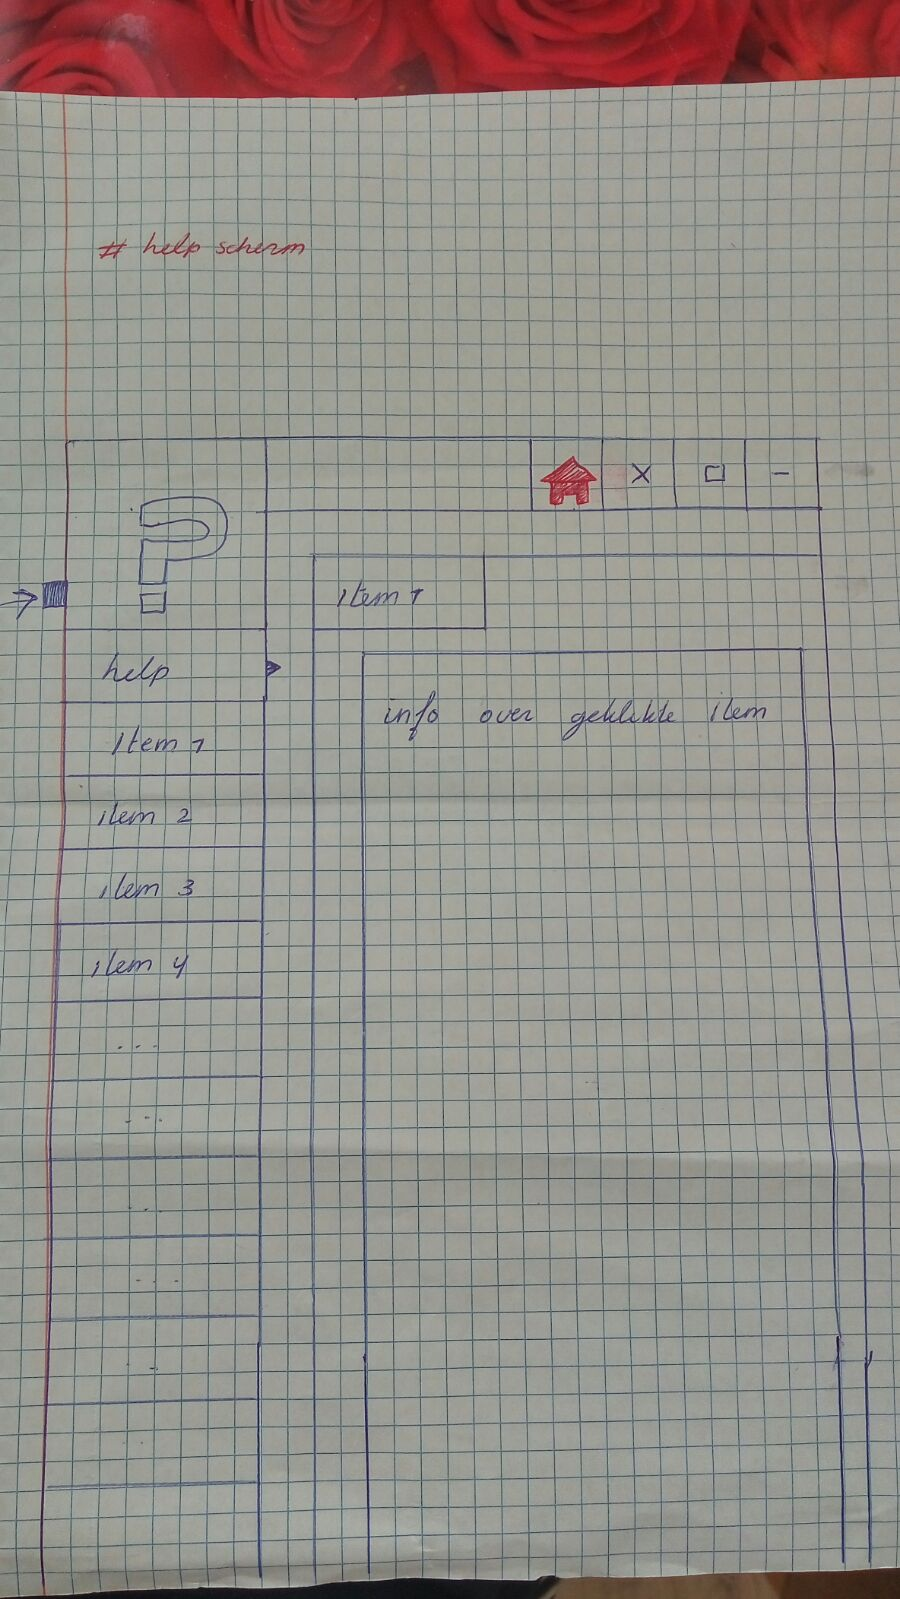 # help scherm
?
X □ -
item 1
help
info over geklikte item
item 1
item 2
item 3
item 4
...
...
...
...